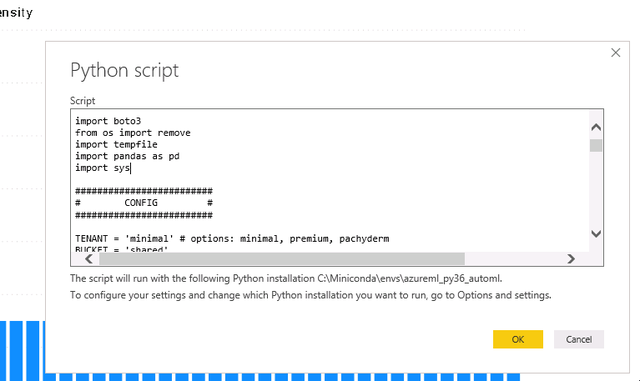 ensity
Python script
Script
import boto3
from os import remove
import tempfile
import pandas as pd
import sys
#########################
# CONFIG #
#########################
TENANT = 'minimal' # options: minimal, premium, pachyderm
BUCKET = 'shared'
The script will run with the following Python installation C:\Miniconda\envs\azureml_py36_automl.
To configure your settings and change which Python installation you want to run, go to Options and settings.
OK
Cancel